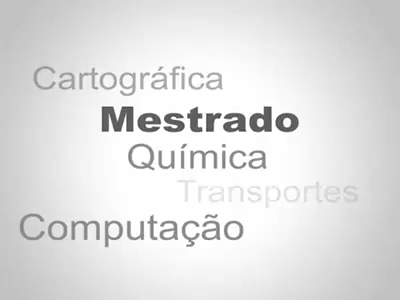 Cartográfica
Mestrado
Química
Transportes
Computação